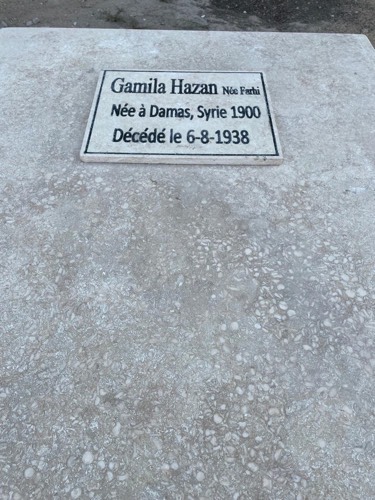 Gamila Hazan Née Farhi
Née à Damas, Syrie 1900
Décédé le 6-8-1938